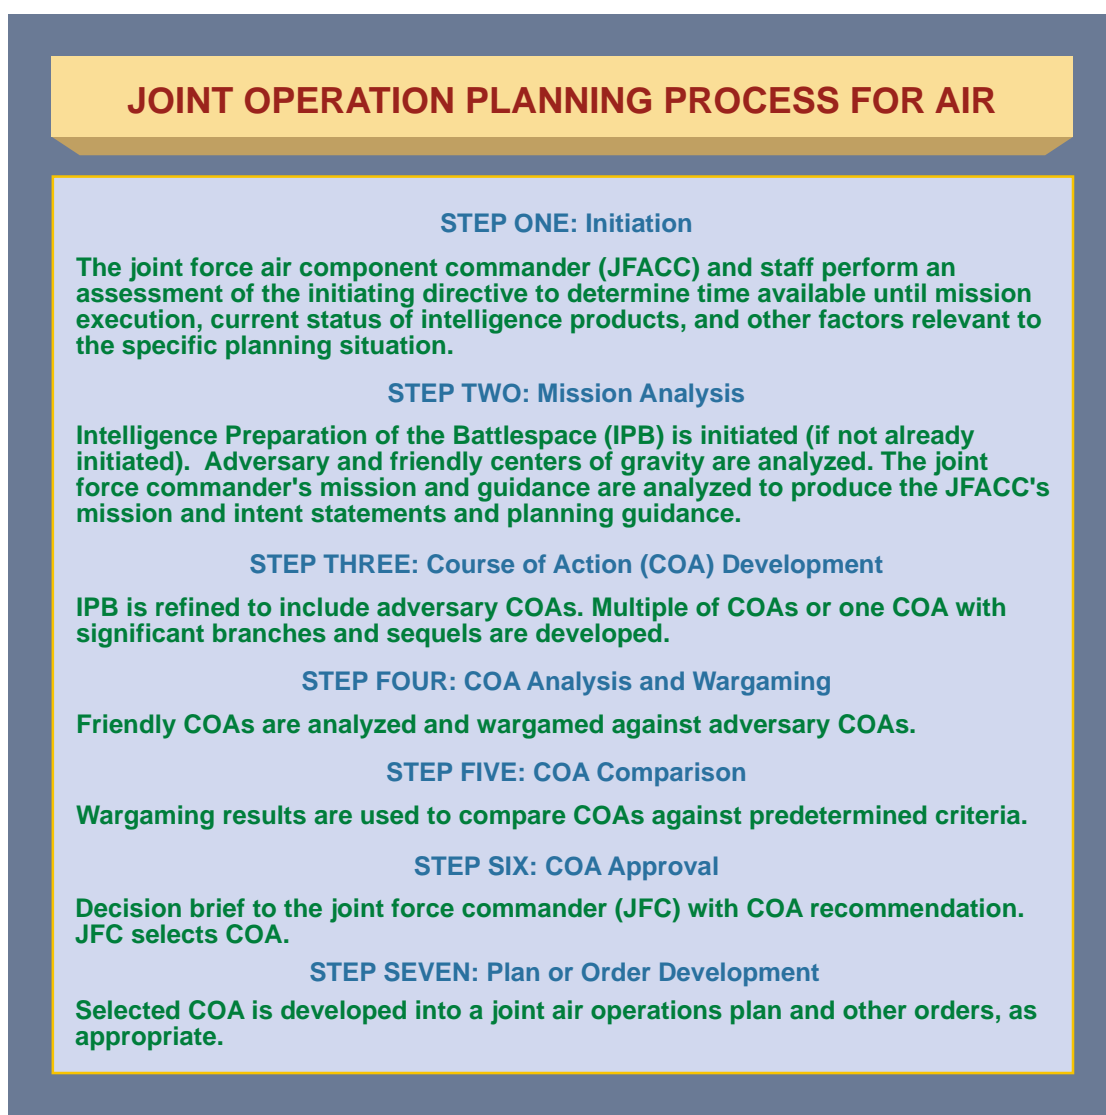 JOINT OPERATION PLANNING PROCESS FOR AIR
STEP ONE: Initiation
The joint force air component commander (JFACC) and staff perform an
assessment of the initiating directive to determine time available until mission
execution, current status of intelligence products, and other factors relevant to
the specific planning situation.
STEP TWO: Mission Analysis
Intelligence Preparation of the Battlespace (IPB) is initiated (if not already
initiated).  Adversary and friendly centers of gravity are analyzed. The joint
force commander's mission and guidance are analyzed to produce the JFACC's
mission and intent statements and planning guidance.
STEP THREE: Course of Action (COA) Development
IPB is refined to include adversary COAs. Multiple of COAs or one COA with
significant branches and sequels are developed.
STEP FOUR: COA Analysis and Wargaming
Friendly COAs are analyzed and wargamed against adversary COAs.
STEP FIVE: COA Comparison
Wargaming results are used to compare COAs against predetermined criteria.
STEP SIX: COA Approval
Decision brief to the joint force commander (JFC) with COA recommendation.
JFC selects COA.
STEP SEVEN: Plan or Order Development
Selected COA is developed into a joint air operations plan and other orders, as
appropriate.